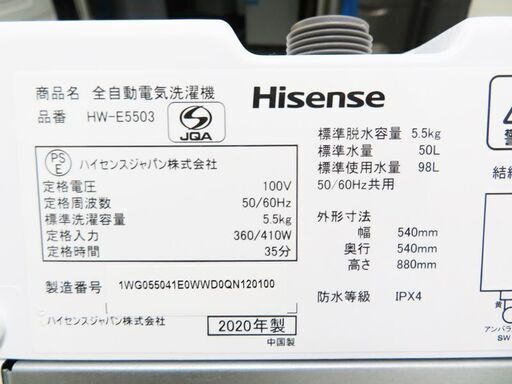 商品名 全自動電気洗濯機
品番 HW-E5503
JQA
Hisense
PS
E
ハイセンスジャパン株式会社
定格電圧 100V
定格周波数 50/60Hz
標準洗濯容量 5.5kg
定格入力 360/410W
定格時間 35分
製造番号 1WG055041E0WWD0QN120100
ハイセンスジャパン株式会社 2020年製
中国製
標準脱水容量 5.5kg
標準水量 50L
標準使用水量 98L
50/60Hz共用
外形寸法
幅 540mm
奥行 540mm
高さ 880mm
防水等級 IPX4
結
黄
アンバラ
SW